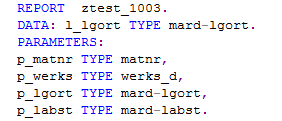 REPORT  ztest_1003.
DATA: l_lgort TYPE mard-lgort.
PARAMETERS:
p_matnr TYPE matnr,
p_werks TYPE werks_d,
p_lgort TYPE mard-lgort,
p_labst TYPE mard-labst.